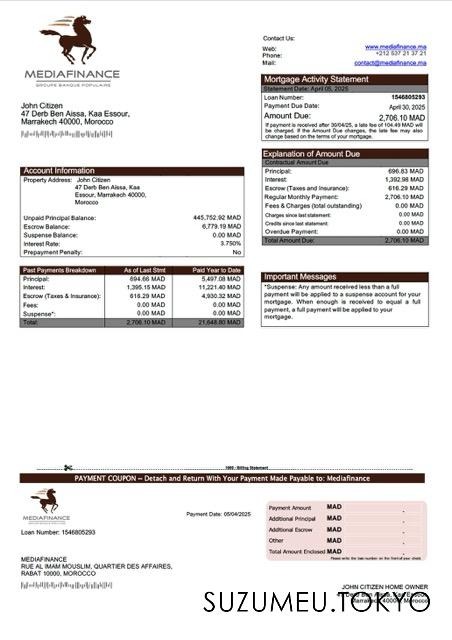 MEDIAFINANCE
GROUPE BANQUE POPULAIRE
Contact Us:
Web: www.mediafinance.ma
Phone: +212 537 21 37 21
Mail: contact@mediafinance.ma
Mortgage Activity Statement
Statement Date: April 05, 2025
Loan Number: 1546805293
Payment Due Date: April 30, 2025
Amount Due: 2,706.10 MAD
If payment is received after 30/04/25, a late fee of 104.49 MAD will
be charged. If the Amount Due changes, the late fee may also
change based on the terms of your mortgage.
John Citizen
47 Derb Ben Aissa, Kaa Essour,
Marrakech 40000, Morocco
Explanation of Amount Due
Contractual Amount Due
Principal: 696.83 MAD
Interest: 1,392.98 MAD
Escrow (Taxes and Insurance): 616.29 MAD
Regular Monthly Payment: 2,706.10 MAD
Fees & Charges (total outstanding) 0.00 MAD
Charges since last statement: 0.00 MAD
Credits since last statement: 0.00 MAD
Overdue Payment: 0.00 MAD
Total Amount Due: 2,706.10 MAD
Account Information
Property Address: John Citizen
47 Derb Ben Aissa, Kaa
Essour, Marrakech 40000,
Morocco
Unpaid Principal Balance: 445,752.92 MAD
Escrow Balance: 6,779.19 MAD
Suspense Balance: 0.00 MAD
Interest Rate: 3.750%
Prepayment Penalty: No
Past Payments Breakdown As of Last Stmt Paid Year to Date
Principal: 694.66 MAD 5,497.08 MAD
Interest: 1,395.15 MAD 11,221.40 MAD
Escrow (Taxes & Insurance): 616.29 MAD 4,930.32 MAD
Fees: 0.00 MAD 0.00 MAD
Suspense*: 0.00 MAD 0.00 MAD
Total: 2,706.10 MAD 21,648.80 MAD
Important Messages
*Suspense: Any amount received less than a full
payment will be applied to a suspense account for your
mortgage. When enough is received to equal a full
payment, a full payment will be applied to your
mortgage.
Billing Statement
PAYMENT COUPON – Detach and Return With Your Payment Made Payable to: Mediafinance
MEDIAFINANCE
GROUPE BANQUE POPULAIRE
Payment Date: 05/04/2025
Loan Number: 1546805293
Payment Amount MAD
Additional Principal MAD
Additional Escrow MAD
Other MAD
Total Amount Enclosed MAD
Please write the loan number on the front of your check
MEDIAFINANCE
RUE AL IMAM MOUSLIM, QUARTIER DES AFFAIRES,
RABAT 10000, MOROCCO
JOHN CITIZEN HOME OWNER
47 Derb Ben Aissa, Kaa Essour,
Marrakech 40000, Morocco
SUZUMEU.TOKYO